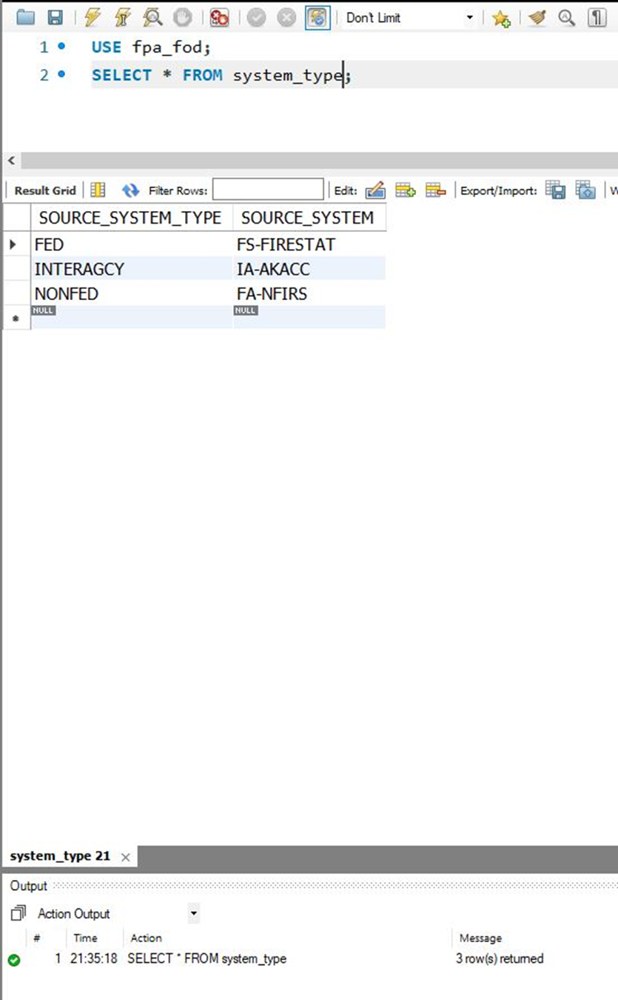 Don't Limit
1 USE fpa_fod;
2 SELECT * FROM system_type;
Result Grid Filter Rows: Edit: Export/Import: W
SOURCE_SYSTEM_TYPE SOURCE_SYSTEM
FED FS-FIRESTAT
INTERAGCY IA-AKACC
NONFED FA-NFIRS
NULL NULL
system_type 21
Output
Action Output
# Time Action Message
1 21:35:18 SELECT * FROM system_type 3 row(s) returned